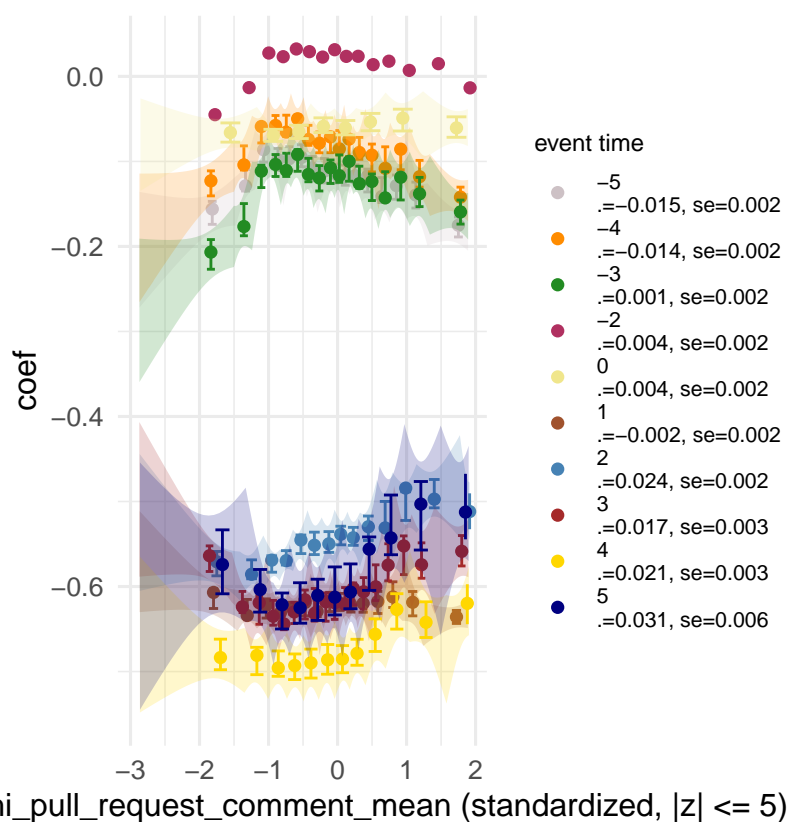 0.0
−0.2
−0.4
−0.6
coef
−3 −2 −1 0 1 2
ni_pull_request_comment_mean (standardized, |z| <= 5)
event time
−5
.=−0.015, se=0.002
−4
.=−0.014, se=0.002
−3
.=0.001, se=0.002
−2
.=0.004, se=0.002
0
.=0.004, se=0.002
1
.=−0.002, se=0.002
2
.=0.024, se=0.002
3
.=0.017, se=0.003
4
.=0.021, se=0.003
5
.=0.031, se=0.006